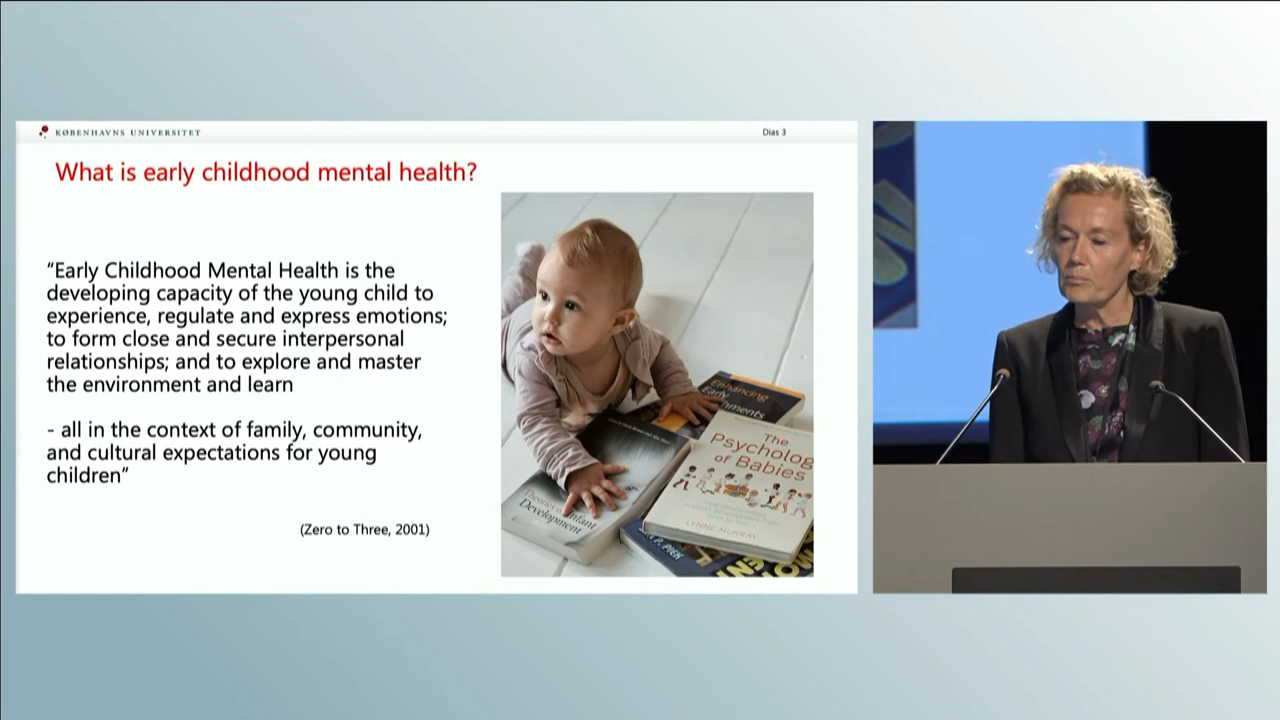 KØBENHAVNS UNIVERSITET
Dias 3
What is early childhood mental health?
“Early Childhood Mental Health is the
developing capacity of the young child to
experience, regulate and express emotions;
to form close and secure interpersonal
relationships; and to explore and master
the environment and learn
- all in the context of family, community,
and cultural expectations for young
children”
(Zero to Three, 2001)
Enhancing
Early
The
Psycholog
of Babies
LYNNE MURRAY
Development
PIEK